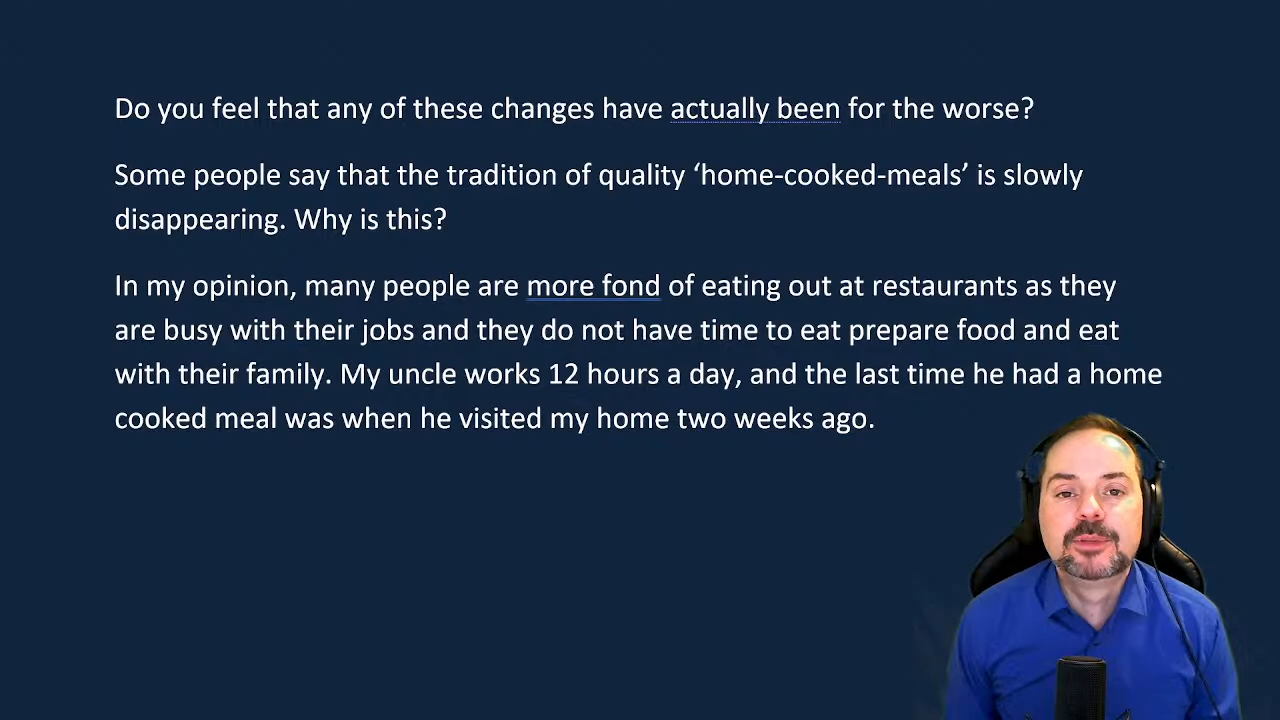 Do you feel that any of these changes have actually been for the worse?
Some people say that the tradition of quality ‘home-cooked-meals’ is slowly
disappearing. Why is this?
In my opinion, many people are more fond of eating out at restaurants as they
are busy with their jobs and they do not have time to eat prepare food and eat
with their family. My uncle works 12 hours a day, and the last time he had a home
cooked meal was when he visited my home two weeks ago.